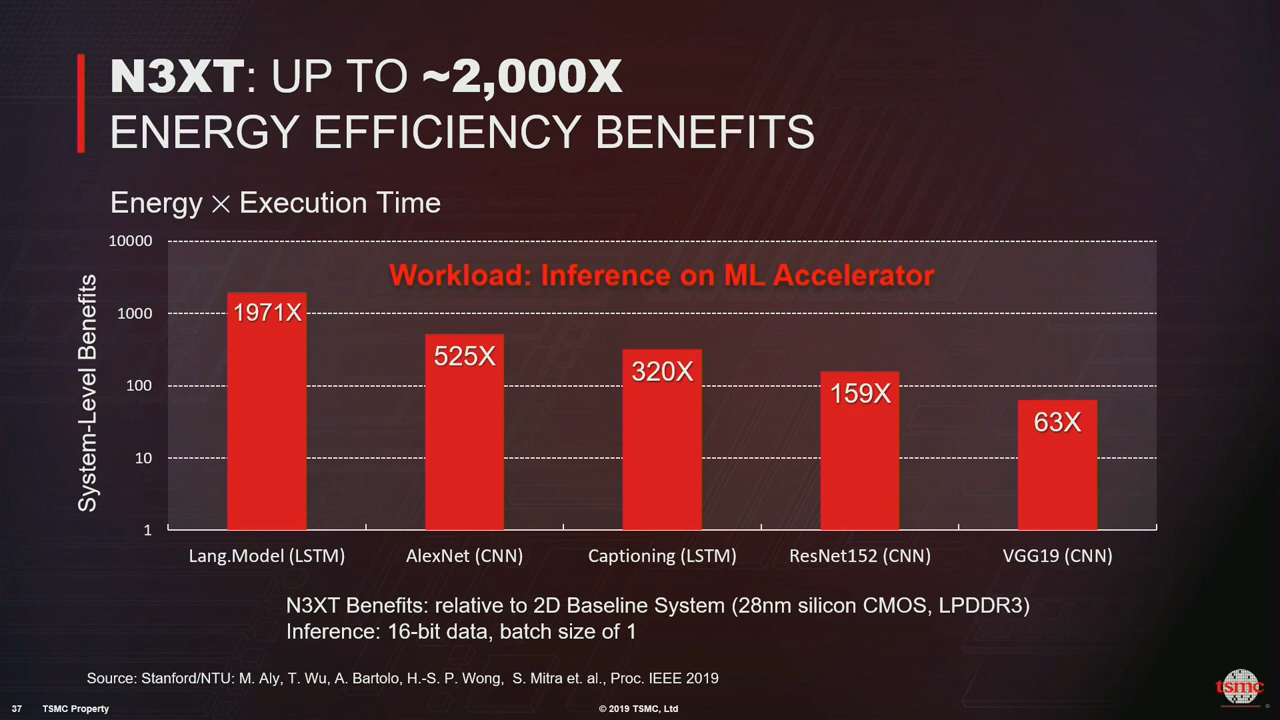 N3XT: UP TO ~2,000X
ENERGY EFFICIENCY BENEFITS
Energy × Execution Time
System-Level Benefits
10000
1000
100
10
1
Workload: Inference on ML Accelerator
1971X
525X
320X
159X
63X
Lang.Model (LSTM)
AlexNet (CNN)
Captioning (LSTM)
ResNet152 (CNN)
VGG19 (CNN)
N3XT Benefits: relative to 2D Baseline System (28nm silicon CMOS, LPDDR3)
Inference: 16-bit data, batch size of 1
Source: Stanford/NTU: M. Aly, T. Wu, A. Bartolo, H.-S. P. Wong, S. Mitra et. al., Proc. IEEE 2019
37 TSMC Property
© 2019 TSMC, Ltd
tsmc
®